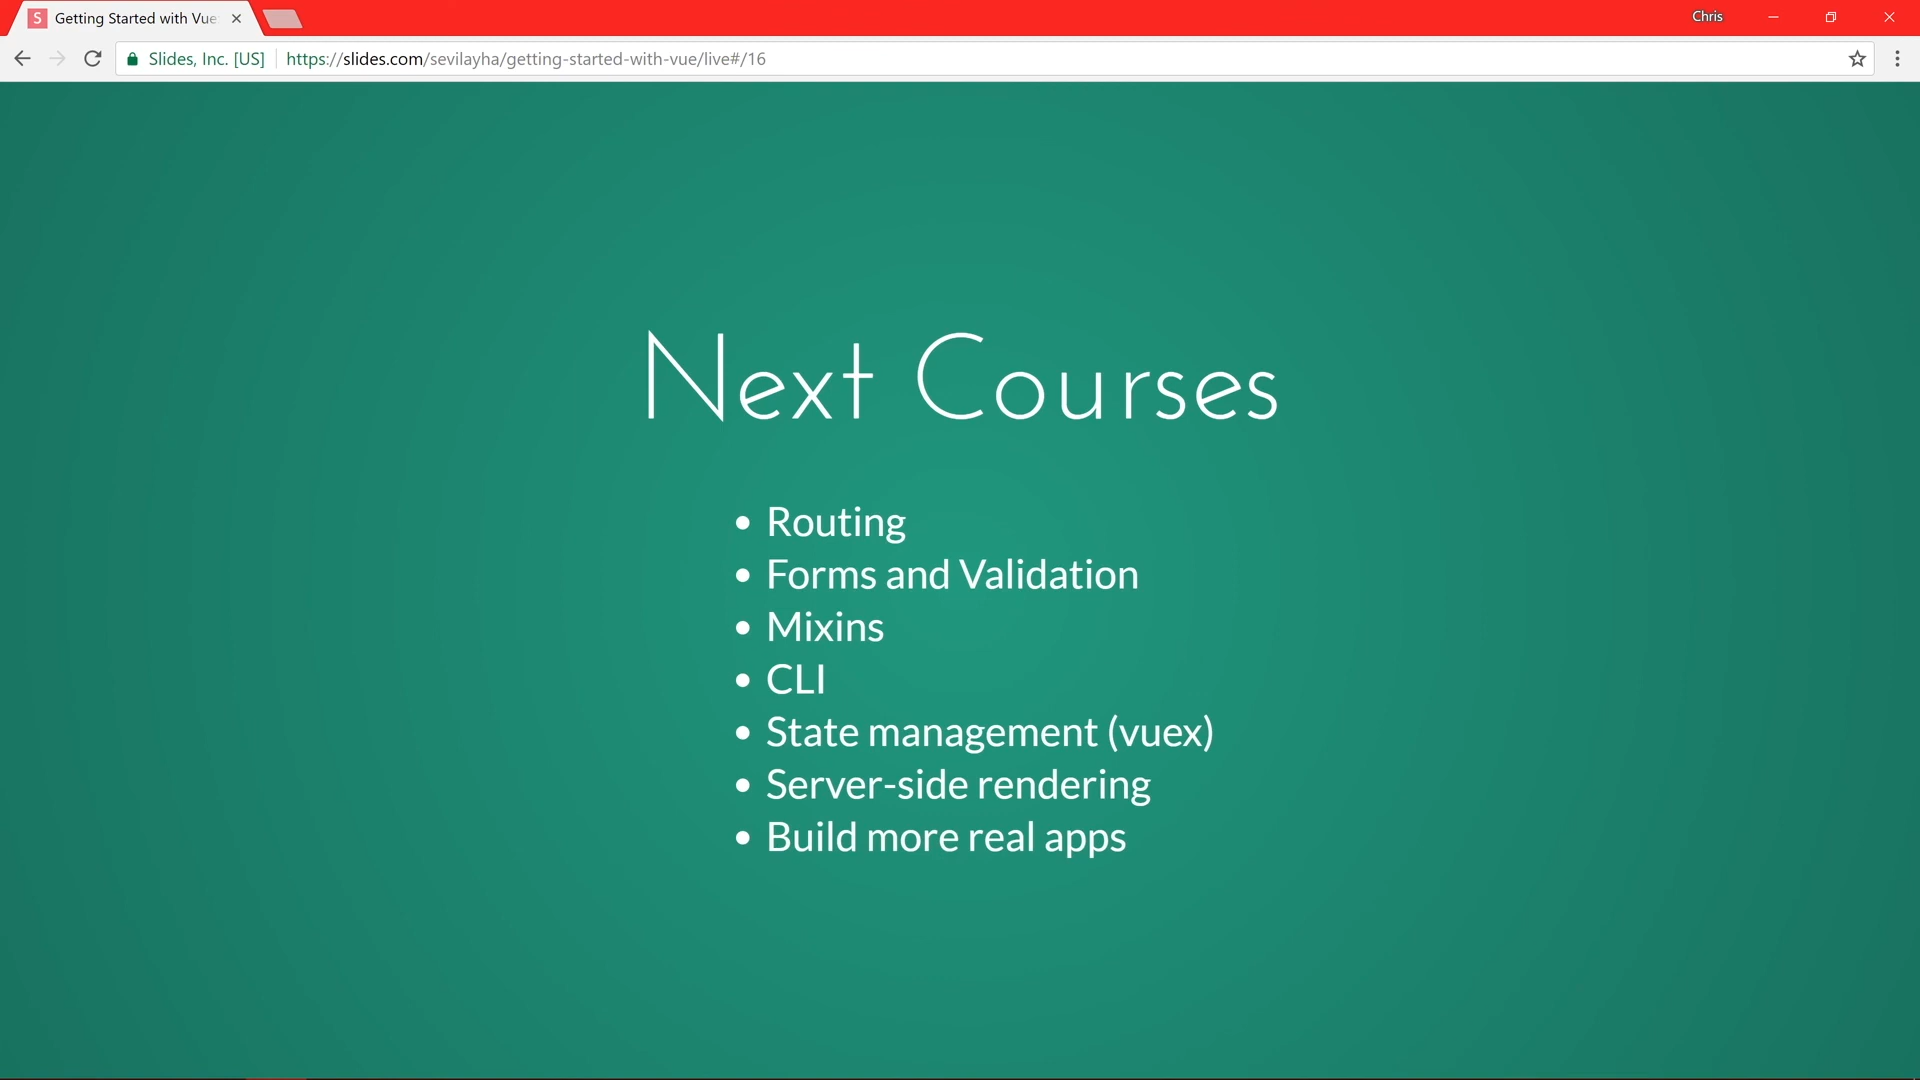 S Getting Started with Vue
Chris
Slides, Inc. [US]
https://slides.com/sevilayha/getting-started-with-vue/live#/16
Next Courses
• Routing
• Forms and Validation
• Mixins
• CLI
• State management (vuex)
• Server-side rendering
• Build more real apps